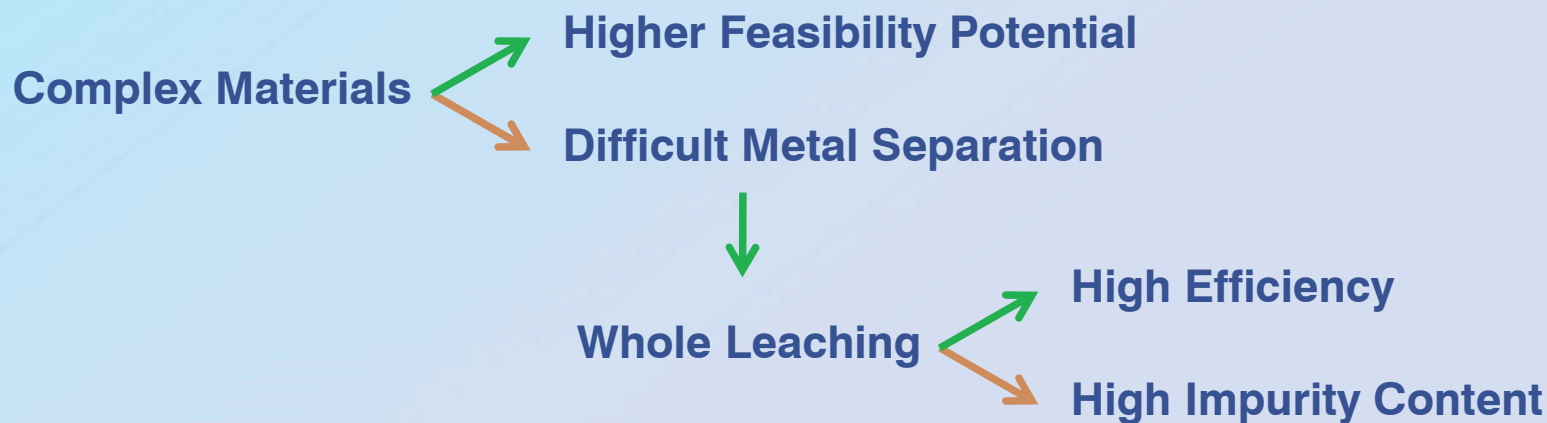 Higher Feasibility Potential
Complex Materials
Difficult Metal Separation
High Efficiency
Whole Leaching
High Impurity Content